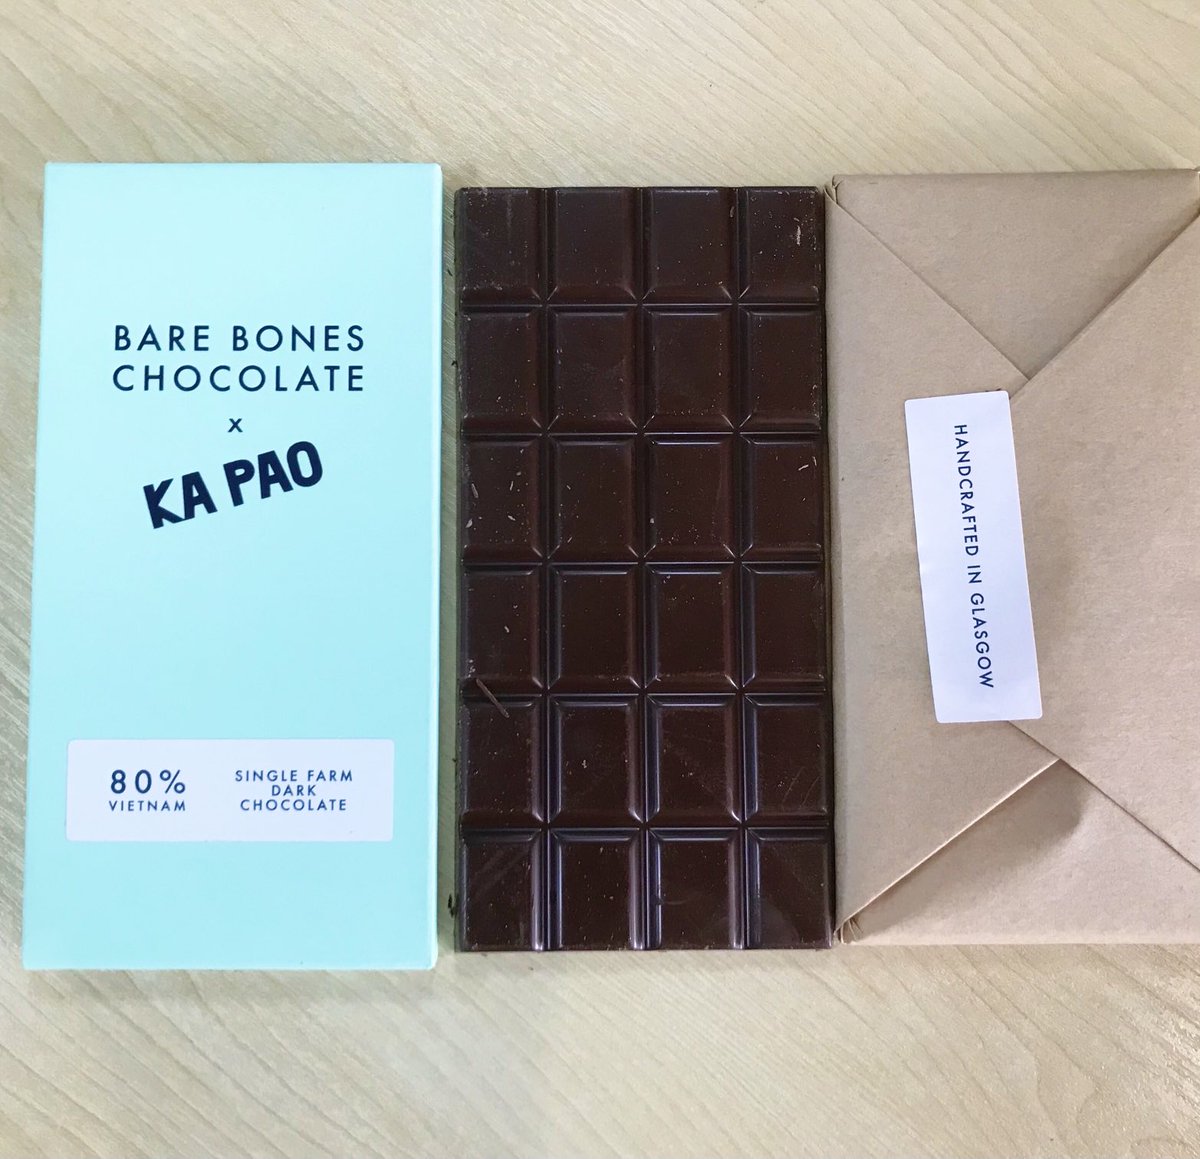 BARE BONES
CHOCOLATE
x
KA PAO
80%
VIETNAM
SINGLE FARM
DARK
CHOCOLATE
HANDCRAFTED IN GLASGOW